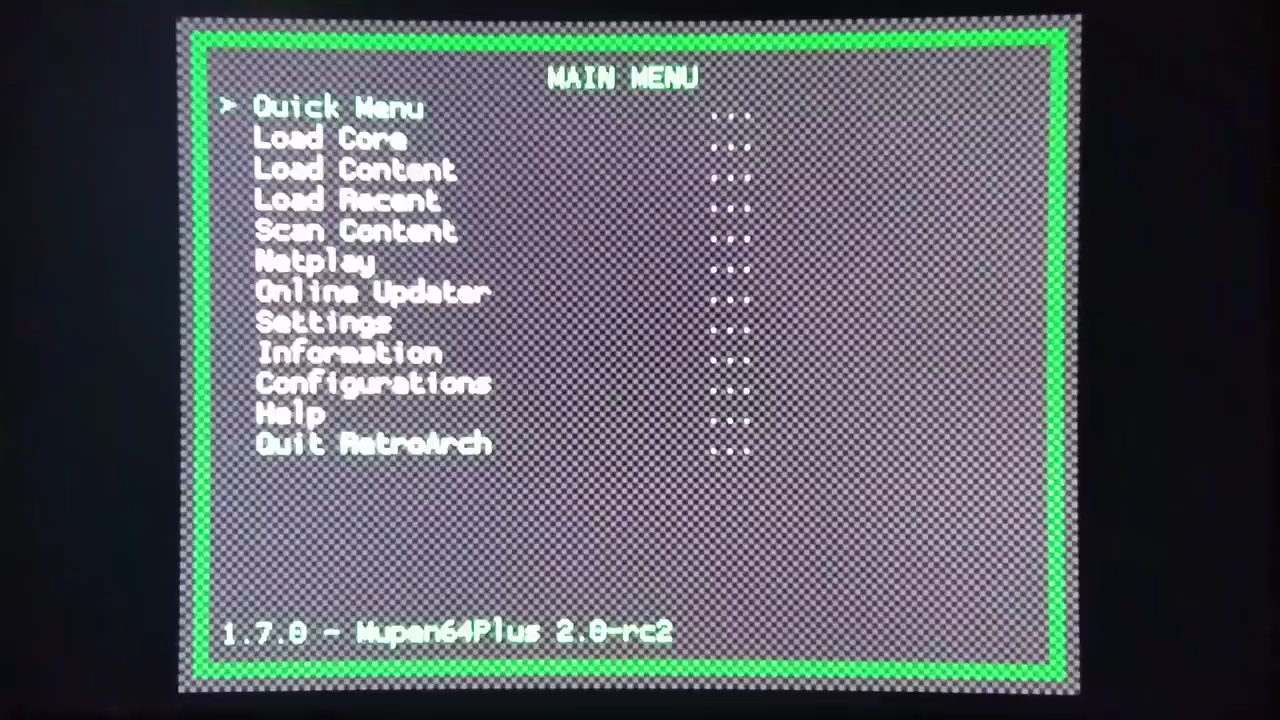 MAIN MENU
> Quick Menu ...
Load Core ...
Load Content ...
Load Recent ...
Scan Content ...
Netplay ...
Online Updater ...
Settings ...
Information ...
Configurations ...
Help ...
Quit RetroArch ...
1.7.0 - Mupen64Plus 2.0-rc2